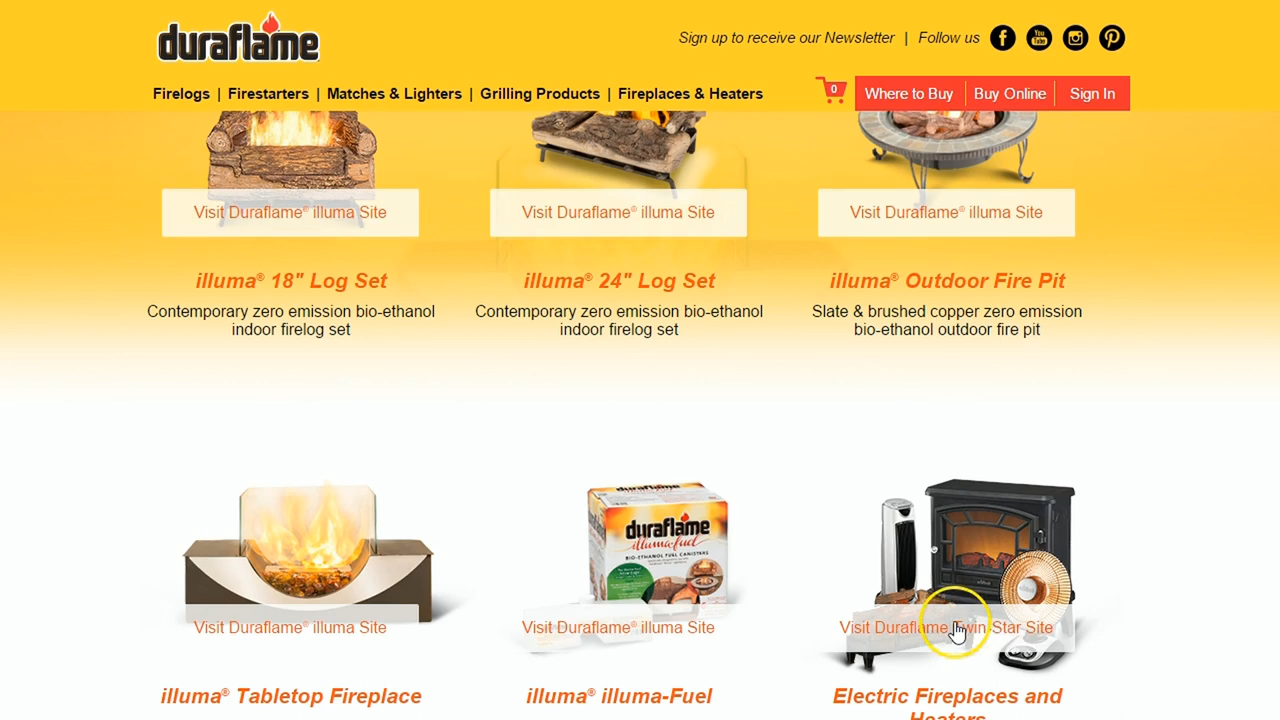 duraflame
Sign up to receive our Newsletter | Follow us
You Tube
Firelogs | Firestarters | Matches & Lighters | Grilling Products | Fireplaces & Heaters
0
Where to Buy
Buy Online
Sign In
Visit Duraflame® illuma Site
Visit Duraflame® illuma Site
Visit Duraflame® illuma Site
illuma® 18" Log Set
illuma® 24" Log Set
illuma® Outdoor Fire Pit
Contemporary zero emission bio-ethanol
indoor firelog set
Contemporary zero emission bio-ethanol
indoor firelog set
Slate & brushed copper zero emission
bio-ethanol outdoor fire pit
duraflame
illuma-fuel
BIO-ETHANOL FUEL CANISTERS
Visit Duraflame® illuma Site
Visit Duraflame® illuma Site
Visit Duraflame Twin-Star Site
illuma® Tabletop Fireplace
illuma® illuma-Fuel
Electric Fireplaces and
Heaters